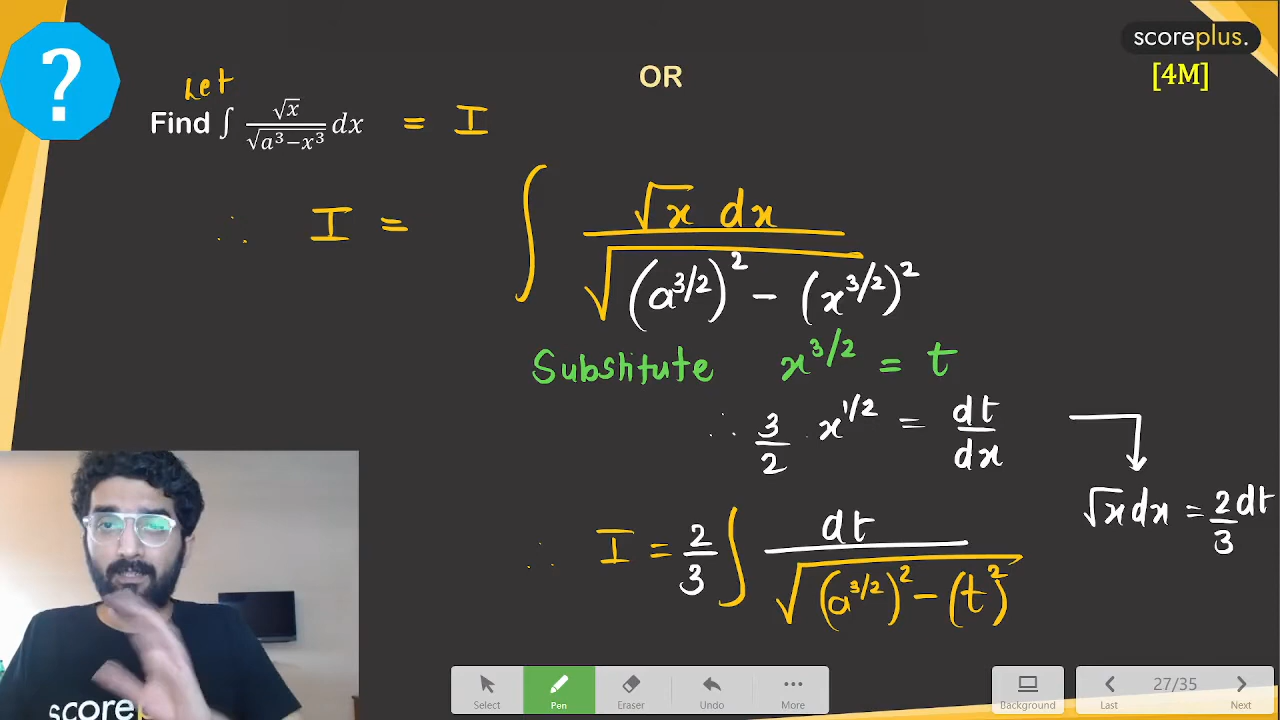 scoreplus.
?
OR
[4M]
Let
Find ∫ √x / √(a³−x³) dx = I
∴ I = ∫ √x dx / √((a^3/2)² − (x^3/2)²)
Substitute x^3/2 = t
∴ 3/2 . x^1/2 = dt/dx
√x dx = 2/3 dt
∴ I = 2/3 ∫ dt / √((a^3/2)² − (t)²)
scoreplus
Select Pen Eraser Undo More
Background
Last 27/35 Next